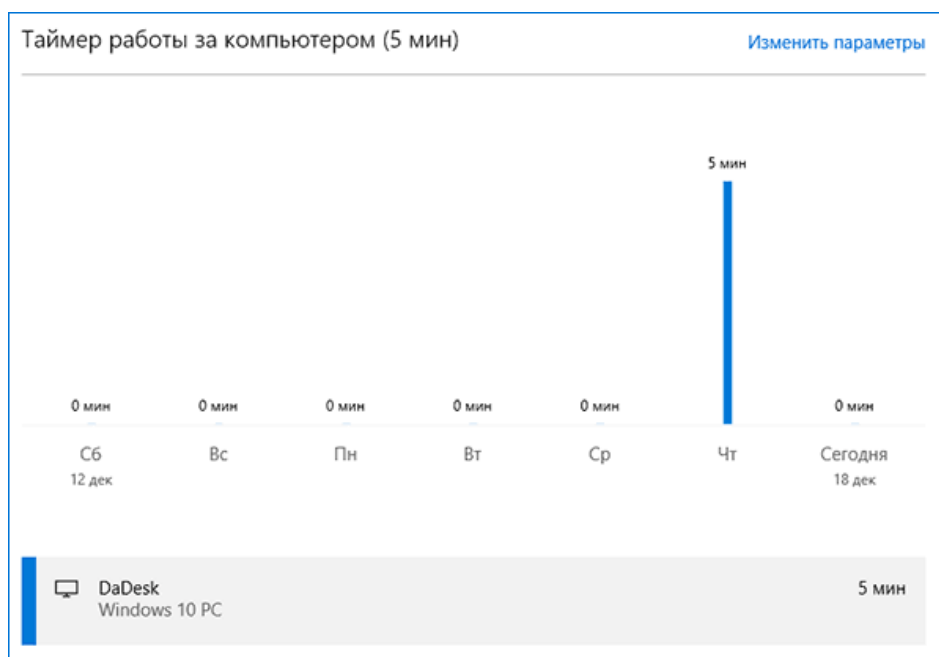 Таймер работы за компьютером (5 мин)
Изменить параметры
5 мин
0 мин 0 мин 0 мин 0 мин 0 мин 0 мин
Сб Вс Пн Вт Ср Чт Сегодня
12 дек 18 дек
DaDesk 5 мин
Windows 10 PC